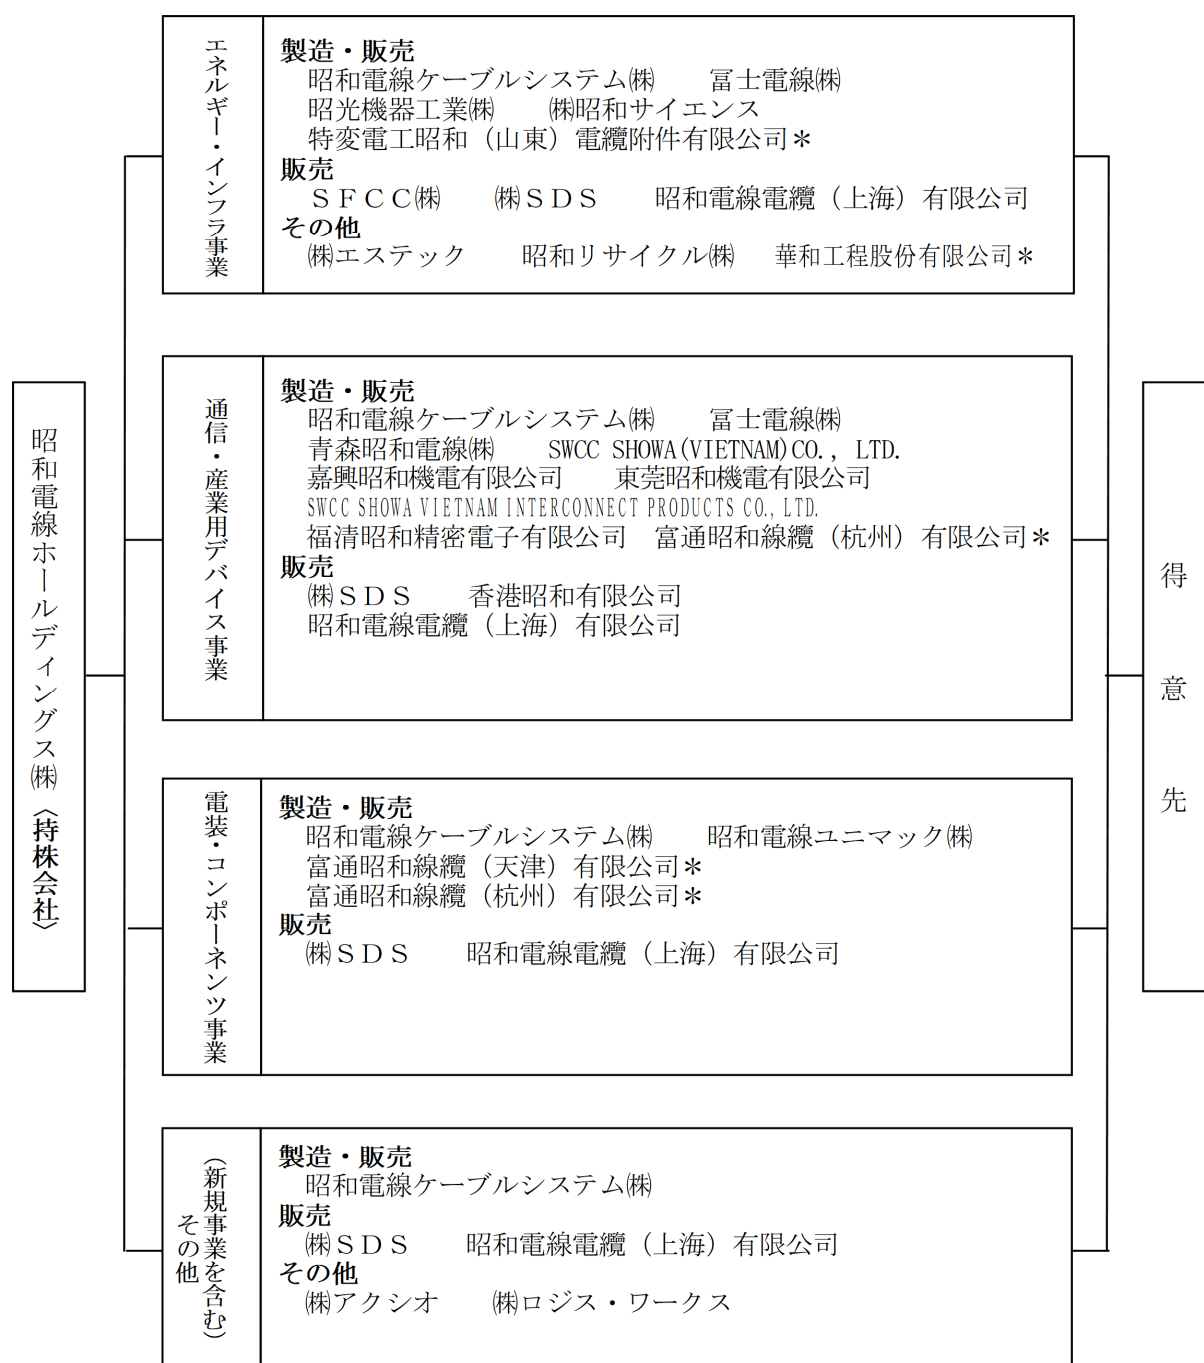 昭和電線ホールディングス㈱〈持株会社〉
エネルギー・インフラ事業
製造・販売
昭和電線ケーブルシステム㈱　　冨士電線㈱
昭光機器工業㈱　　㈱昭和サイエンス
特変電工昭和（山東）電纜附件有限公司＊
販売
ＳＦＣＣ㈱　　㈱ＳＤＳ　　昭和電線電纜（上海）有限公司
その他
㈱エステック　　昭和リサイクル㈱　華和工程股份有限公司＊
通信・産業用デバイス事業
製造・販売
昭和電線ケーブルシステム㈱　　冨士電線㈱
青森昭和電線㈱　　SWCC SHOWA(VIETNAM)CO., LTD.
嘉興昭和機電有限公司　　東莞昭和機電有限公司
SWCC SHOWA VIETNAM INTERCONNECT PRODUCTS CO., LTD.
福清昭和精密電子有限公司　富通昭和線纜（杭州）有限公司＊
販売
㈱ＳＤＳ　　香港昭和有限公司
昭和電線電纜（上海）有限公司
電装・コンポーネンツ事業
製造・販売
昭和電線ケーブルシステム㈱　　昭和電線ユニマック㈱
富通昭和線纜（天津）有限公司＊
富通昭和線纜（杭州）有限公司＊
販売
㈱ＳＤＳ　　昭和電線電纜（上海）有限公司
その他
（新規事業を含む）
製造・販売
昭和電線ケーブルシステム㈱
販売
㈱ＳＤＳ　　昭和電線電纜（上海）有限公司
その他
㈱アクシオ　　㈱ロジス・ワークス
得意先